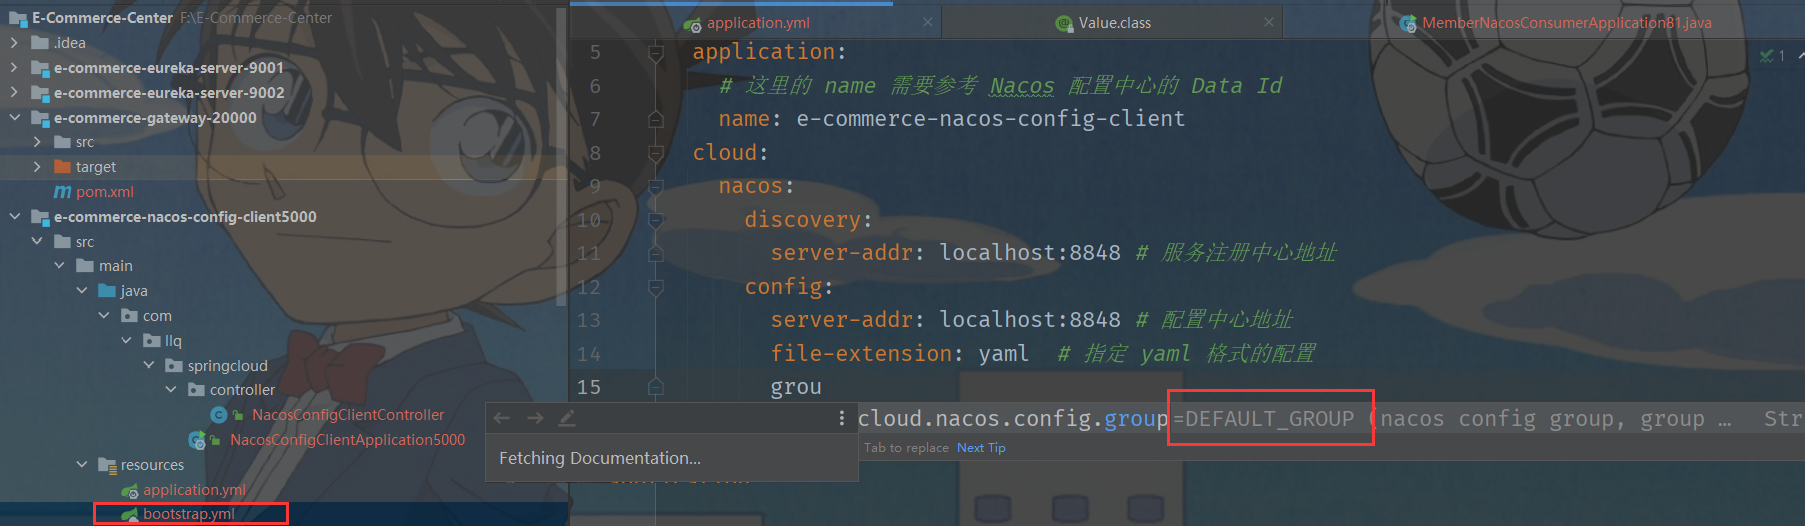 E-Commerce-Center F:\E-Commerce-Center
.idea
e-commerce-eureka-server-9001
e-commerce-eureka-server-9002
e-commerce-gateway-20000
src
target
pom.xml
e-commerce-nacos-config-client5000
src
main
java
com
llq
springcloud
controller
NacosConfigClientController
NacosConfigClientApplication5000
resources
application.yml
bootstrap.yml
application.yml
Value.class
MemberNacosConsumerApplication81.java
1
5 application:
6 # 这里的 name 需要参考 Nacos 配置中心的 Data Id
7 name: e-commerce-nacos-config-client
8 cloud:
9 nacos:
10 discovery:
11 server-addr: localhost:8848 # 服务注册中心地址
12 config:
13 server-addr: localhost:8848 # 配置中心地址
14 file-extension: yaml # 指定 yaml 格式的配置
15 grou
cloud.nacos.config.group=DEFAULT_GROUP (nacos config group, group … Str
Tab to replace Next Tip
Fetching Documentation...